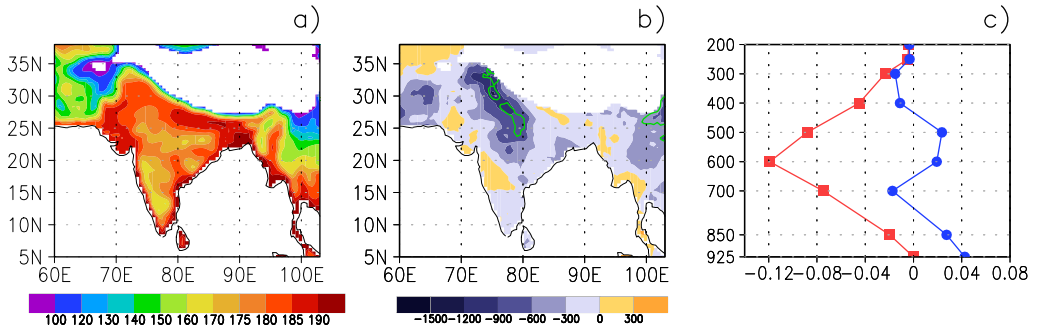 a) b) c)
35N 30N 25N 20N 15N 10N 5N
60E 70E 80E 90E 100E
100 120 130 140 150 160 170 175 180 185 190
35N 30N 25N 20N 15N 10N 5N
60E 70E 80E 90E 100E
-1500 -1200 -900 -600 -300 0 300
200 300 400 500 600 700 850 925
-0.12 -0.08 -0.04 0 0.04 0.08